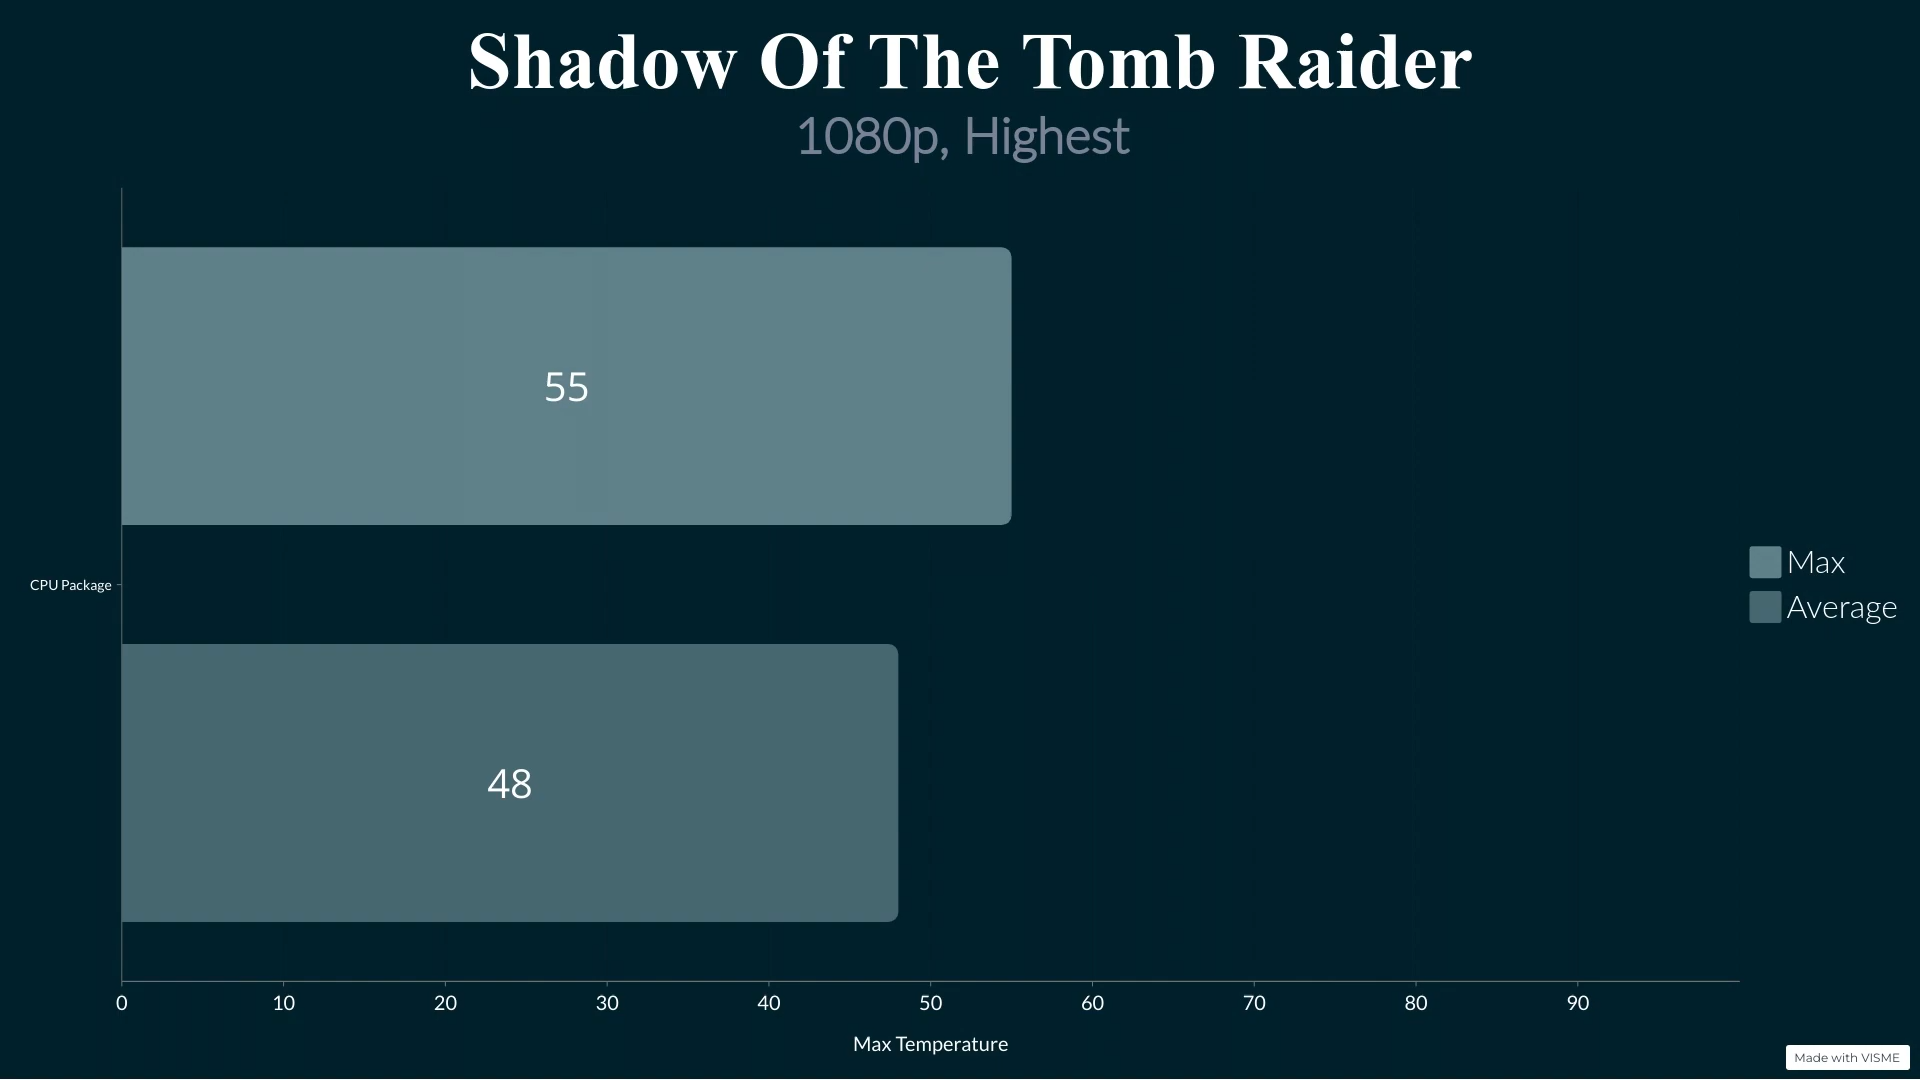 Shadow Of The Tomb Raider
1080p, Highest
55
CPU Package
48
Max
Average
0 10 20 30 40 50 60 70 80 90
Max Temperature
Made with VISME